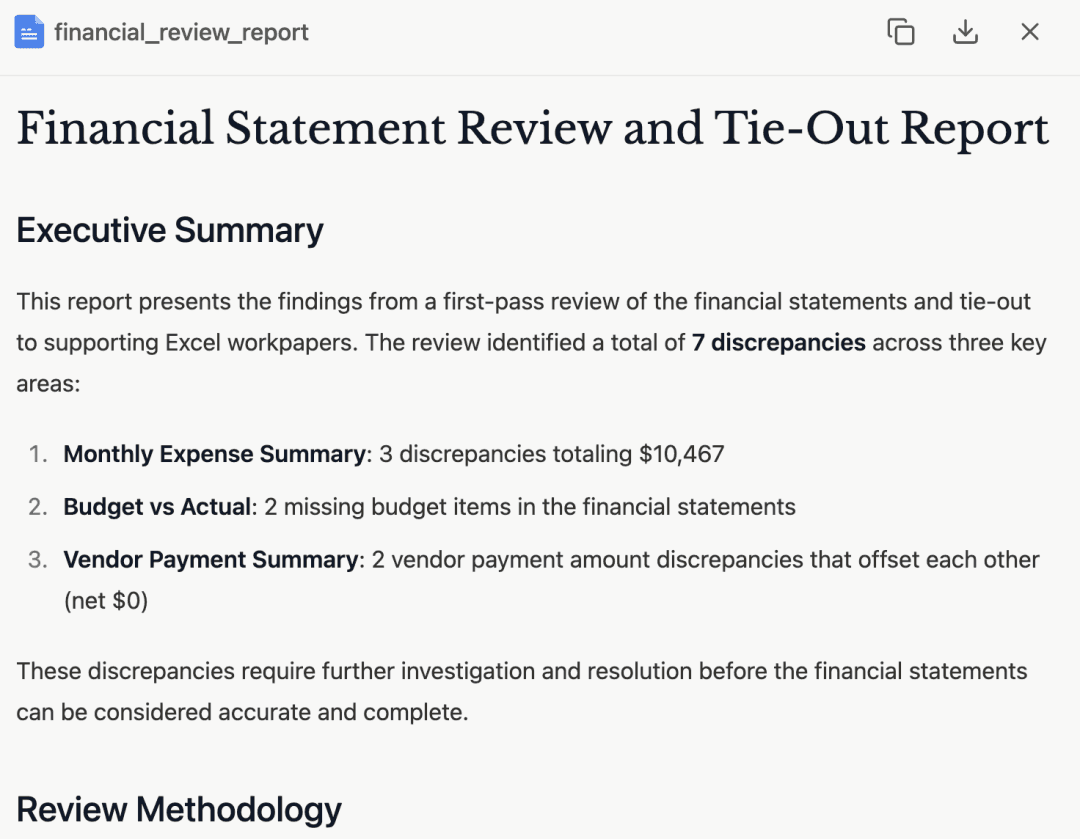 financial_review_report
Financial Statement Review and Tie-Out Report
Executive Summary
This report presents the findings from a first-pass review of the financial statements and tie-out
to supporting Excel workpapers. The review identified a total of 7 discrepancies across three key
areas:
1. Monthly Expense Summary: 3 discrepancies totaling $10,467
2. Budget vs Actual: 2 missing budget items in the financial statements
3. Vendor Payment Summary: 2 vendor payment amount discrepancies that offset each other
(net $0)
These discrepancies require further investigation and resolution before the financial statements
can be considered accurate and complete.
Review Methodology